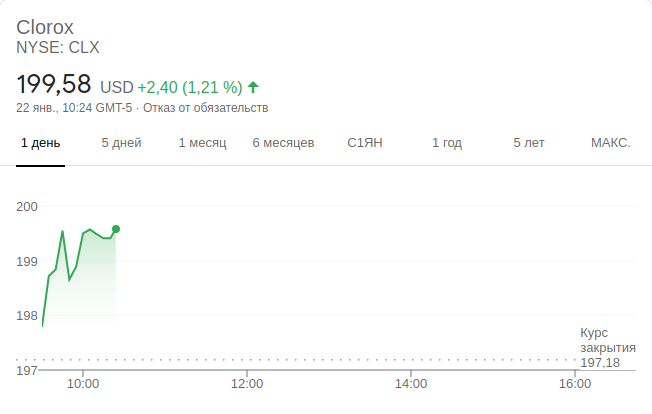 Clorox
NYSE: CLX
199,58 USD +2,40 (1,21 %)
22 янв., 10:24 GMT-5 · Отказ от обязательств
1 день 5 дней 1 месяц 6 месяцев С1ЯН 1 год 5 лет МАКС.
200
199
198
Курс
закрытия
197,18
197
10:00 12:00 14:00 16:00